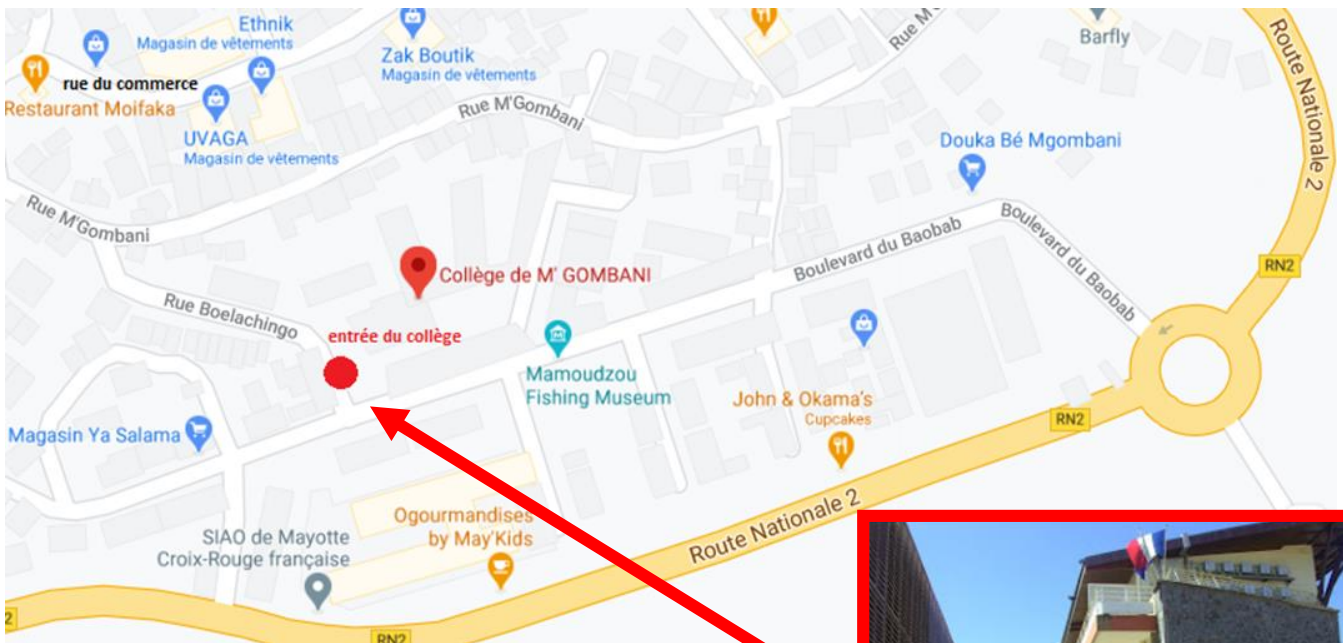 Ethnik
Magasin de vêtements
Zak Boutik
Magasin de vêtements
Rue M'G
Barfly
Route Nationale 2
rue du commerce
Restaurant Moifaka
UVAGA
Magasin de vêtements
Rue M'Gombani
Douka Bé Mgombani
Rue M'Gombani
Boulevard du Baobab
Boulevard du Baobab
RN2
Collège de M' GOMBANI
Rue Boelachingo
entrée du collège
Mamoudzou
Fishing Museum
John & Okama's
Cupcakes
RN2
Magasin Ya Salama
Ogourmandises
by May'Kids
Route Nationale 2
SIAO de Mayotte
Croix-Rouge française
2
RN2